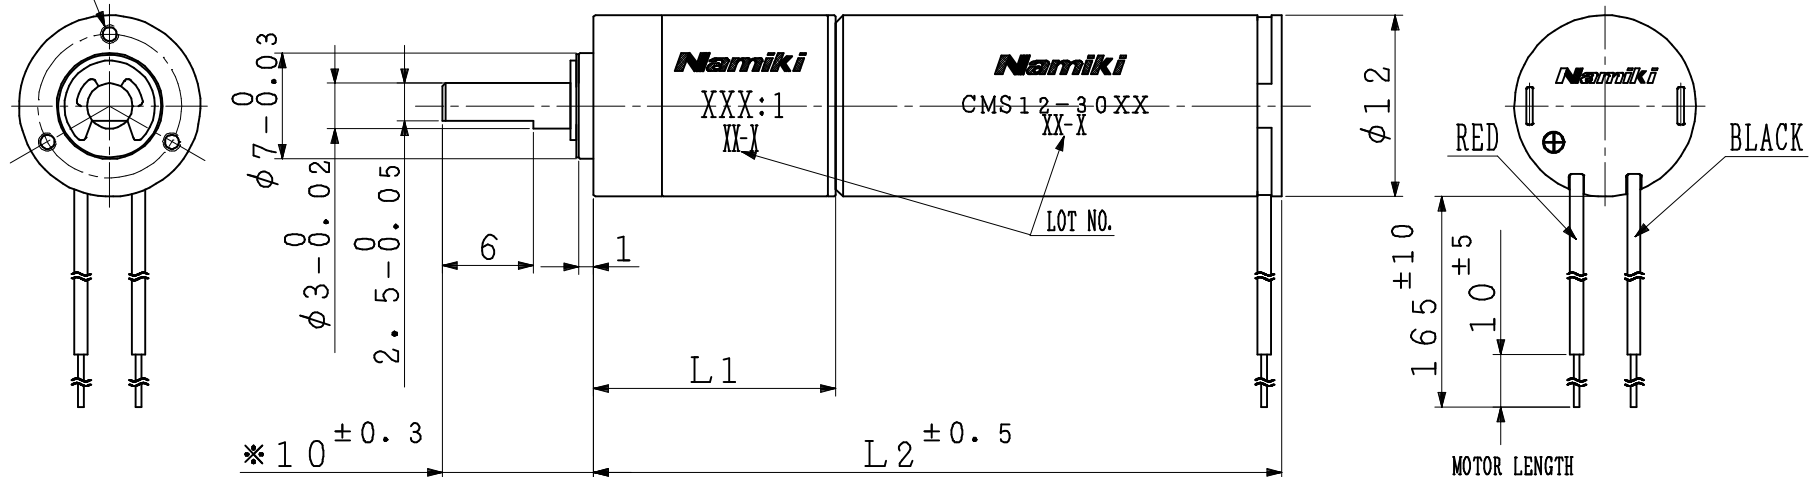 Namiki
XXX:1
XX-X
Namiki
CMS12-30XX
XX-X
LOT NO.
φ7-0/-0.03
φ3-0/-0.02
2.5-0/-0.05
6
1
L1
※10±0.3
L2±0.5
φ12
Namiki
RED
BLACK
165±10
10±5
MOTOR LENGTH